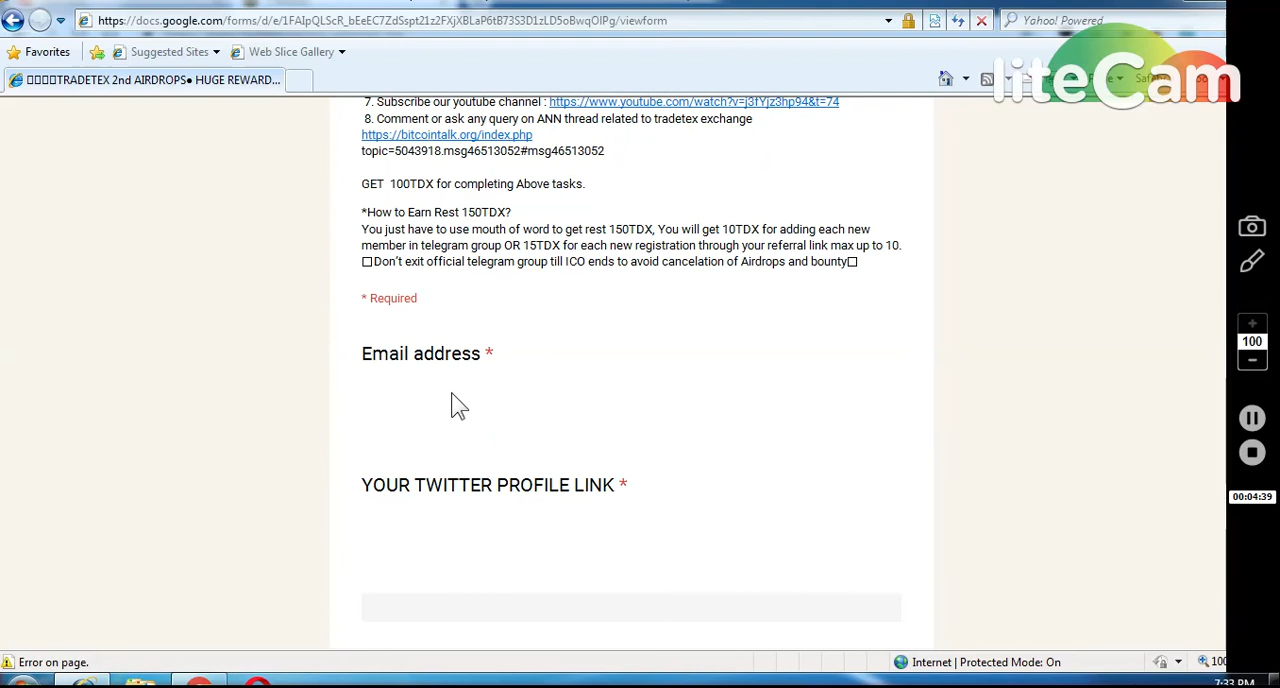 https://docs.google.com/forms/d/e/1FAIpQLScR_bEeEC7ZdSspt21z2FXjXBLaP6tB73S3D1zLD5oBwqOIPg/viewform
Yahoo! Powered
Favorites
Suggested Sites
Web Slice Gallery
TRADETEX 2nd AIRDROPS● HUGE REWARD...
liteCam
7. Subscribe our youtube channel : https://www.youtube.com/watch?v=j3fYjz3hp94&t=74
8. Comment or ask any query on ANN thread related to tradetex exchange
https://bitcointalk.org/index.php
topic=5043918.msg46513052#msg46513052
GET 100TDX for completing Above tasks.
*How to Earn Rest 150TDX?
You just have to use mouth of word to get rest 150TDX, You will get 10TDX for adding each new
member in telegram group OR 15TDX for each new registration through your referral link max up to 10.
☐Don't exit official telegram group till ICO ends to avoid cancelation of Airdrops and bounty☐
* Required
Email address *
YOUR TWITTER PROFILE LINK *
100
00:04:39
Error on page.
Internet | Protected Mode: On
100
7:33 PM